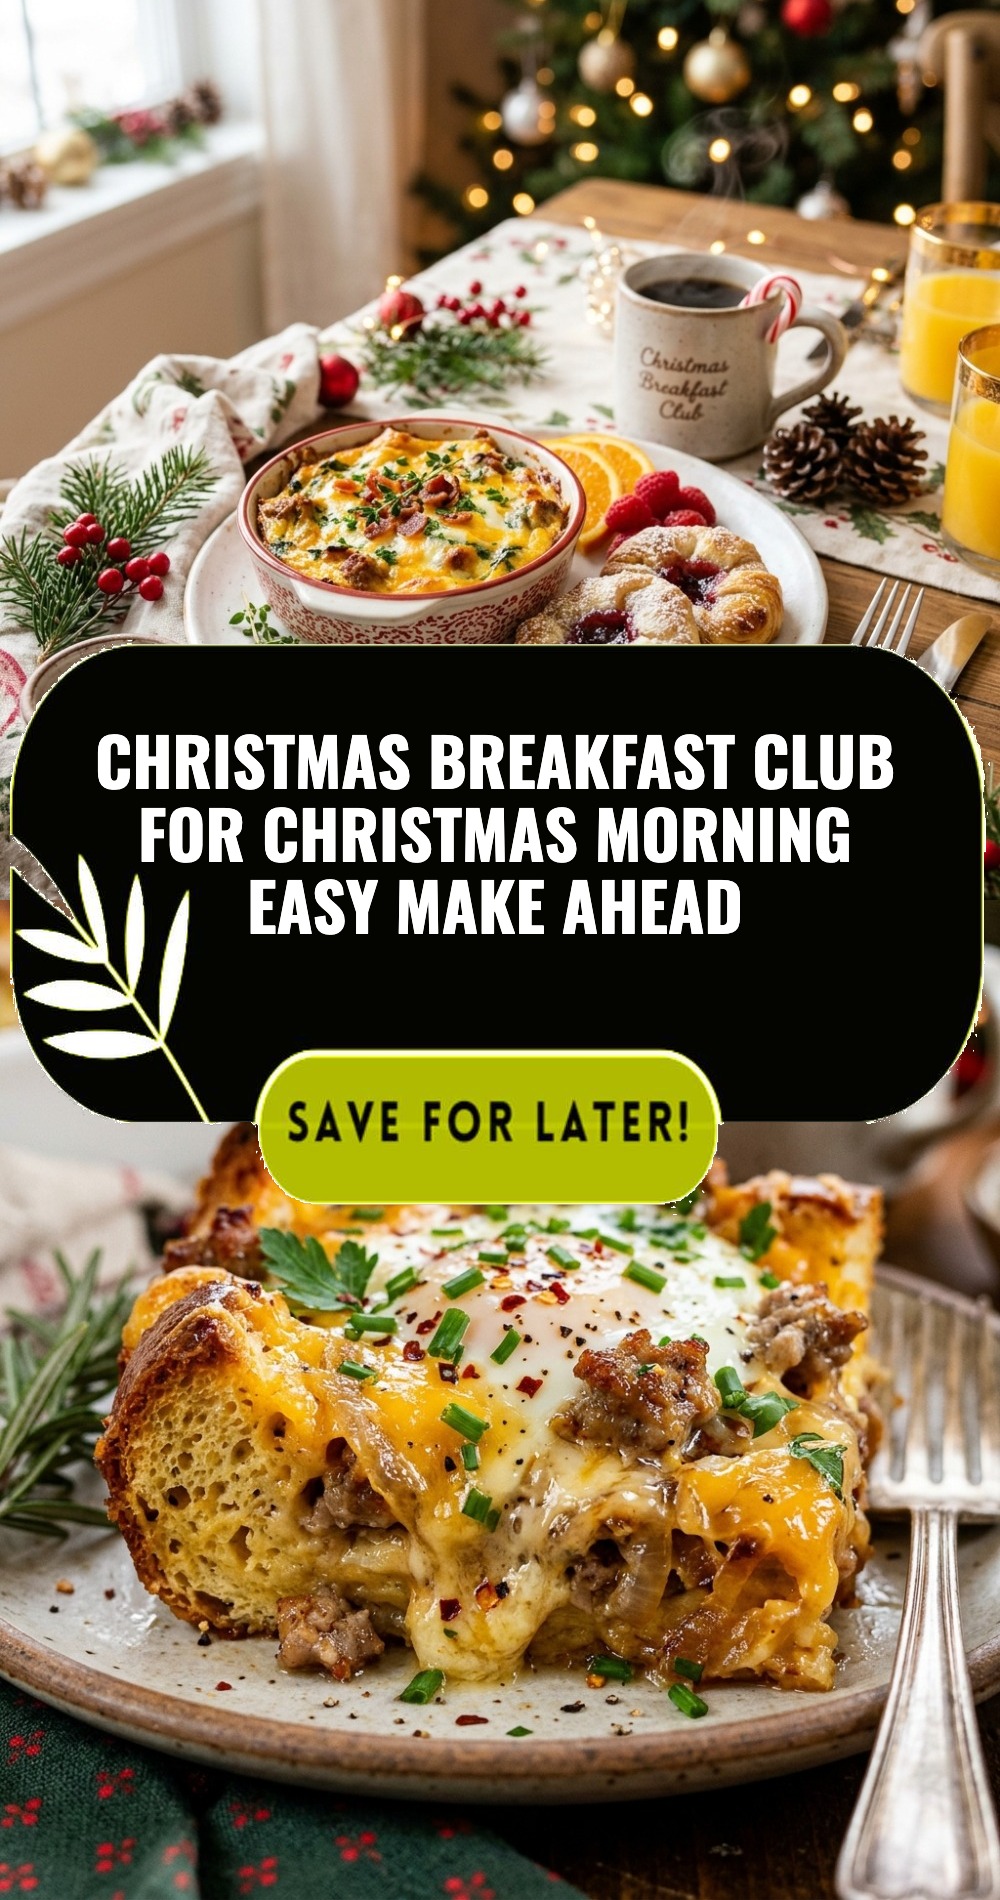 Christmas
Breakfast
Club
CHRISTMAS BREAKFAST CLUB
FOR CHRISTMAS MORNING
EASY MAKE AHEAD
SAVE FOR LATER!